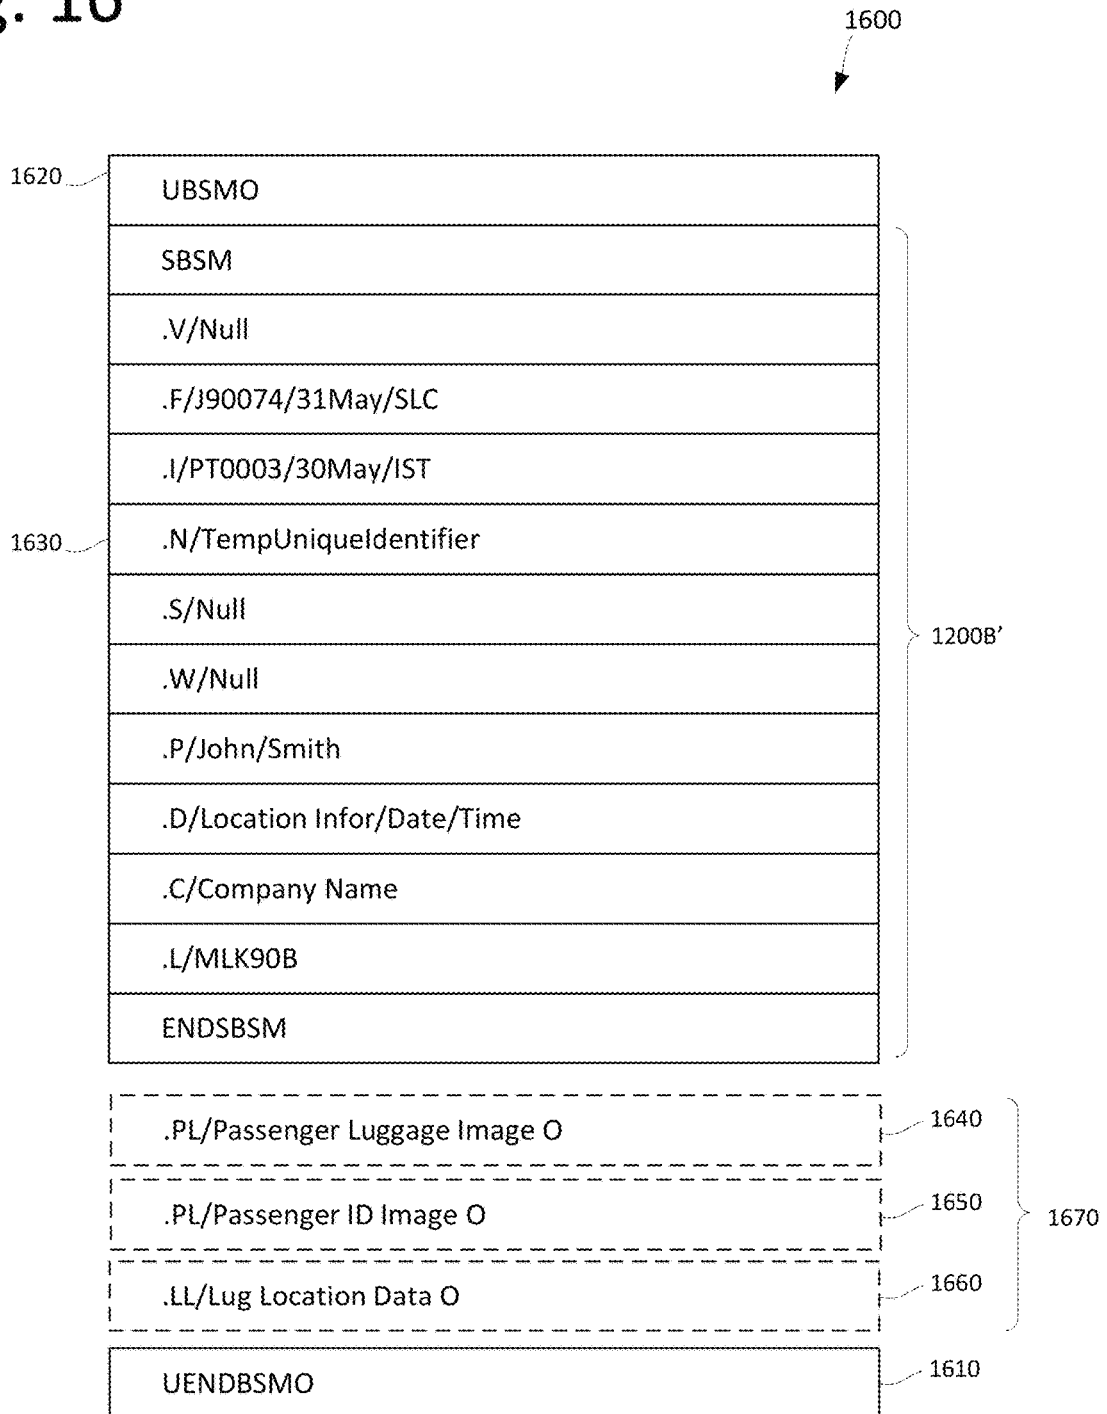 g. 16
1600
1620
UBSMO
SBSM
.V/Null
.F/J90074/31May/SLC
.I/PT0003/30May/IST
1630
.N/TempUniqueIdentifier
.S/Null
1200B’
.W/Null
.P/John/Smith
.D/Location Infor/Date/Time
.C/Company Name
.L/MLK90B
ENDSBSM
.PL/Passenger Luggage Image O
1640
.PL/Passenger ID Image O
1650
1670
.LL/Lug Location Data O
1660
UENDBSMO
1610